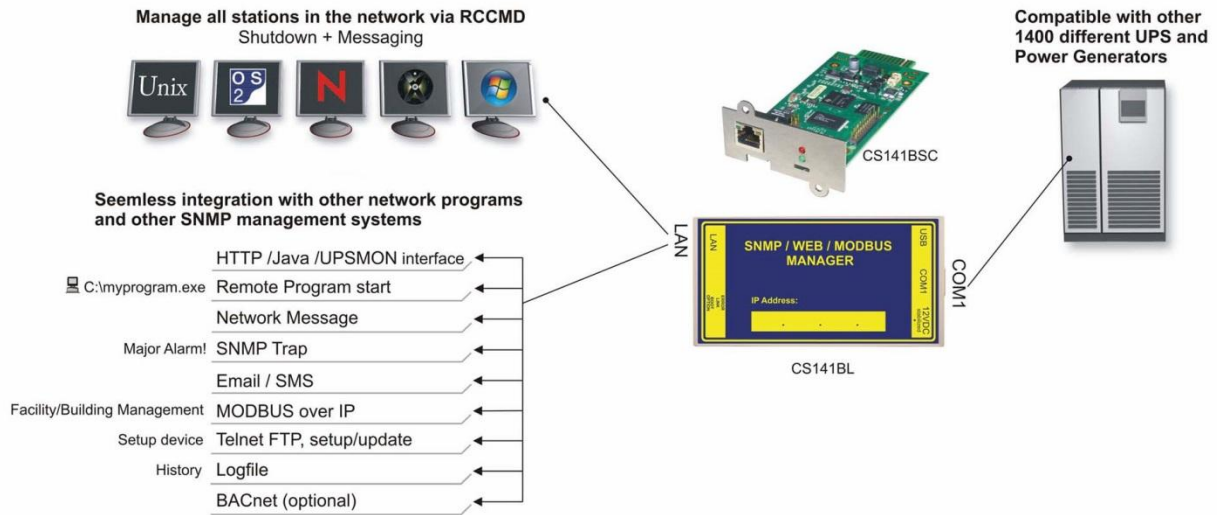 Manage all stations in the network via RCCMD
Shutdown + Messaging
Unix
OS
2
N
Compatible with other
1400 different UPS and
Power Generators
CS141BSC
Seemless integration with other network programs
and other SNMP management systems
HTTP /Java /UPSMON interface
C:\myprogram.exe Remote Program start
Network Message
Major Alarm! SNMP Trap
Email / SMS
Facility/Building Management MODBUS over IP
Setup device Telnet FTP, setup/update
History Logfile
BACnet (optional)
LAN
LAN
SNMP / WEB / MODBUS
MANAGER
IP Address:
. . .
USB
COM1
12VDC
COM1
CS141BL